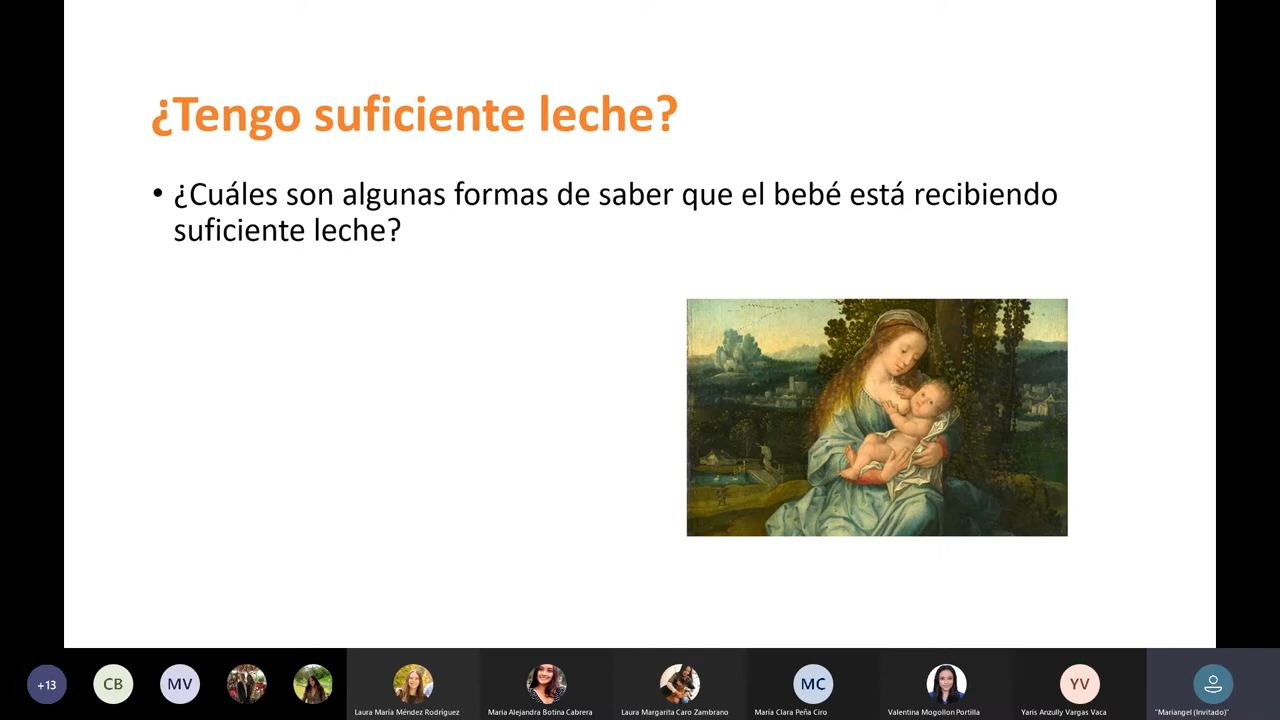 ¿Tengo suficiente leche?
• ¿Cuáles son algunas formas de saber que el bebé está recibiendo
suficiente leche?
+13
CB
MV
MC
YV
Laura María Méndez Rodríguez
Maria Alejandra Botina Cabrera
Laura Margarita Caro Zambrano
María Clara Peña Ciro
Valentina Mogollon Portilla
Yaris Anzully Vargas Vaca
"Mariangel (Invitado)"